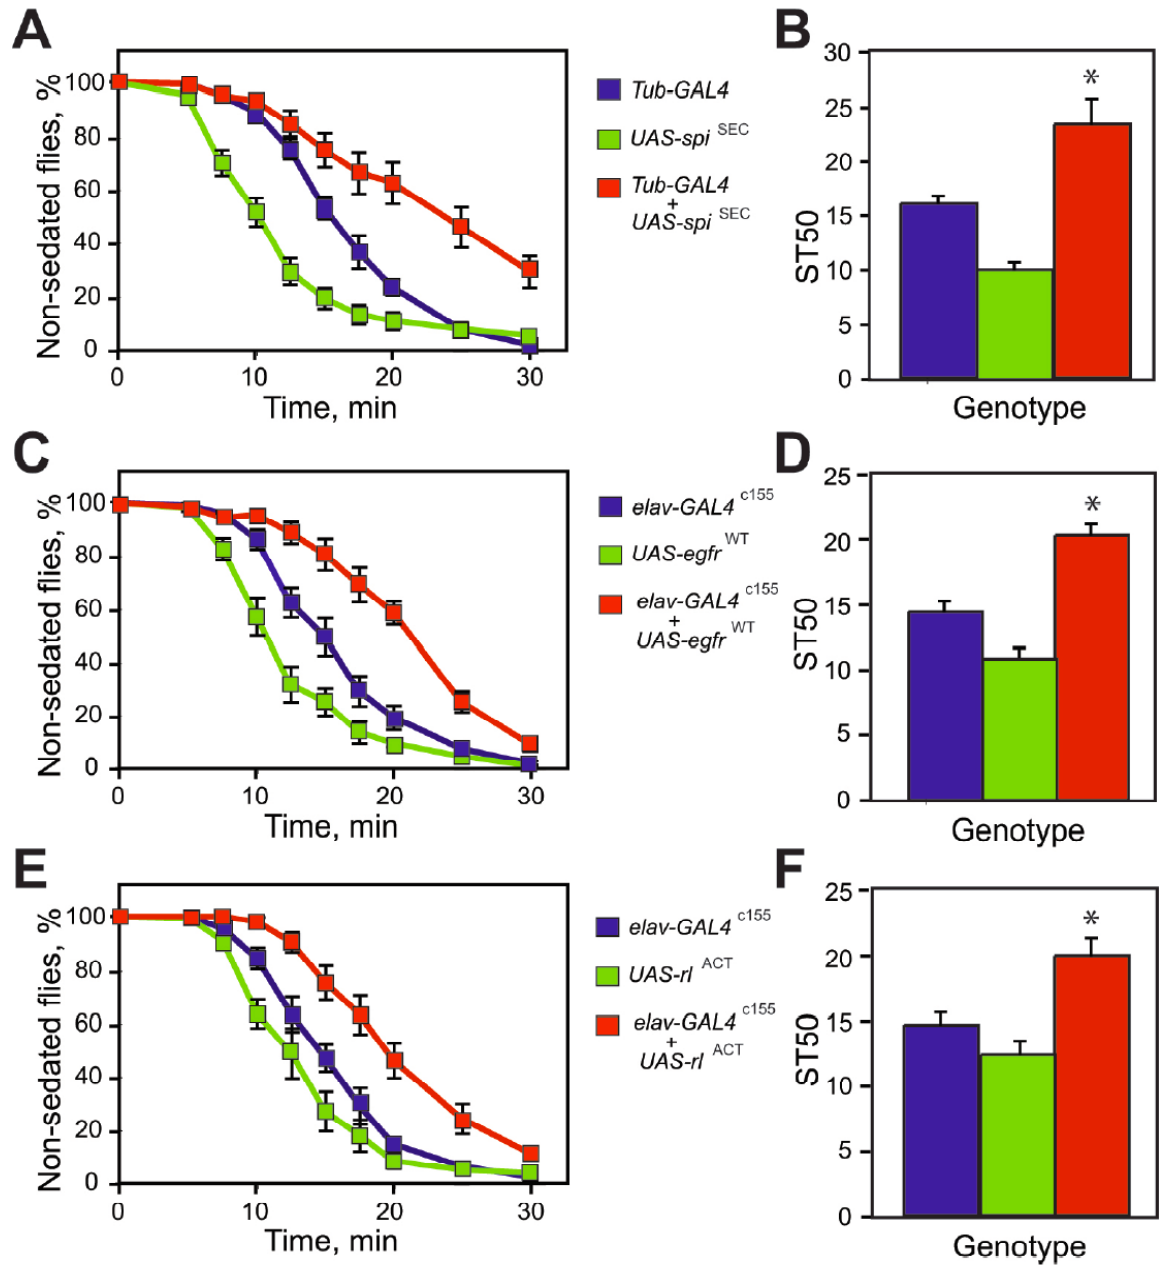 A
Non-sedated flies, %
100
80
60
40
20
0
0 10 20 30
Time, min
Tub-GAL4
UAS-spi SEC
Tub-GAL4
+
UAS-spi SEC
B
ST50
30
25
20
15
10
5
0
*
Genotype
C
Non-sedated flies, %
100
80
60
40
20
0
0 10 20 30
Time, min
elav-GAL4 c155
UAS-egfr WT
elav-GAL4 c155
+
UAS-egfr WT
D
ST50
25
20
15
10
5
0
*
Genotype
E
Non-sedated flies, %
100
80
60
40
20
0
0 10 20 30
Time, min
elav-GAL4 c155
UAS-rl ACT
elav-GAL4 c155
+
UAS-rl ACT
F
ST50
25
20
15
10
5
0
*
Genotype